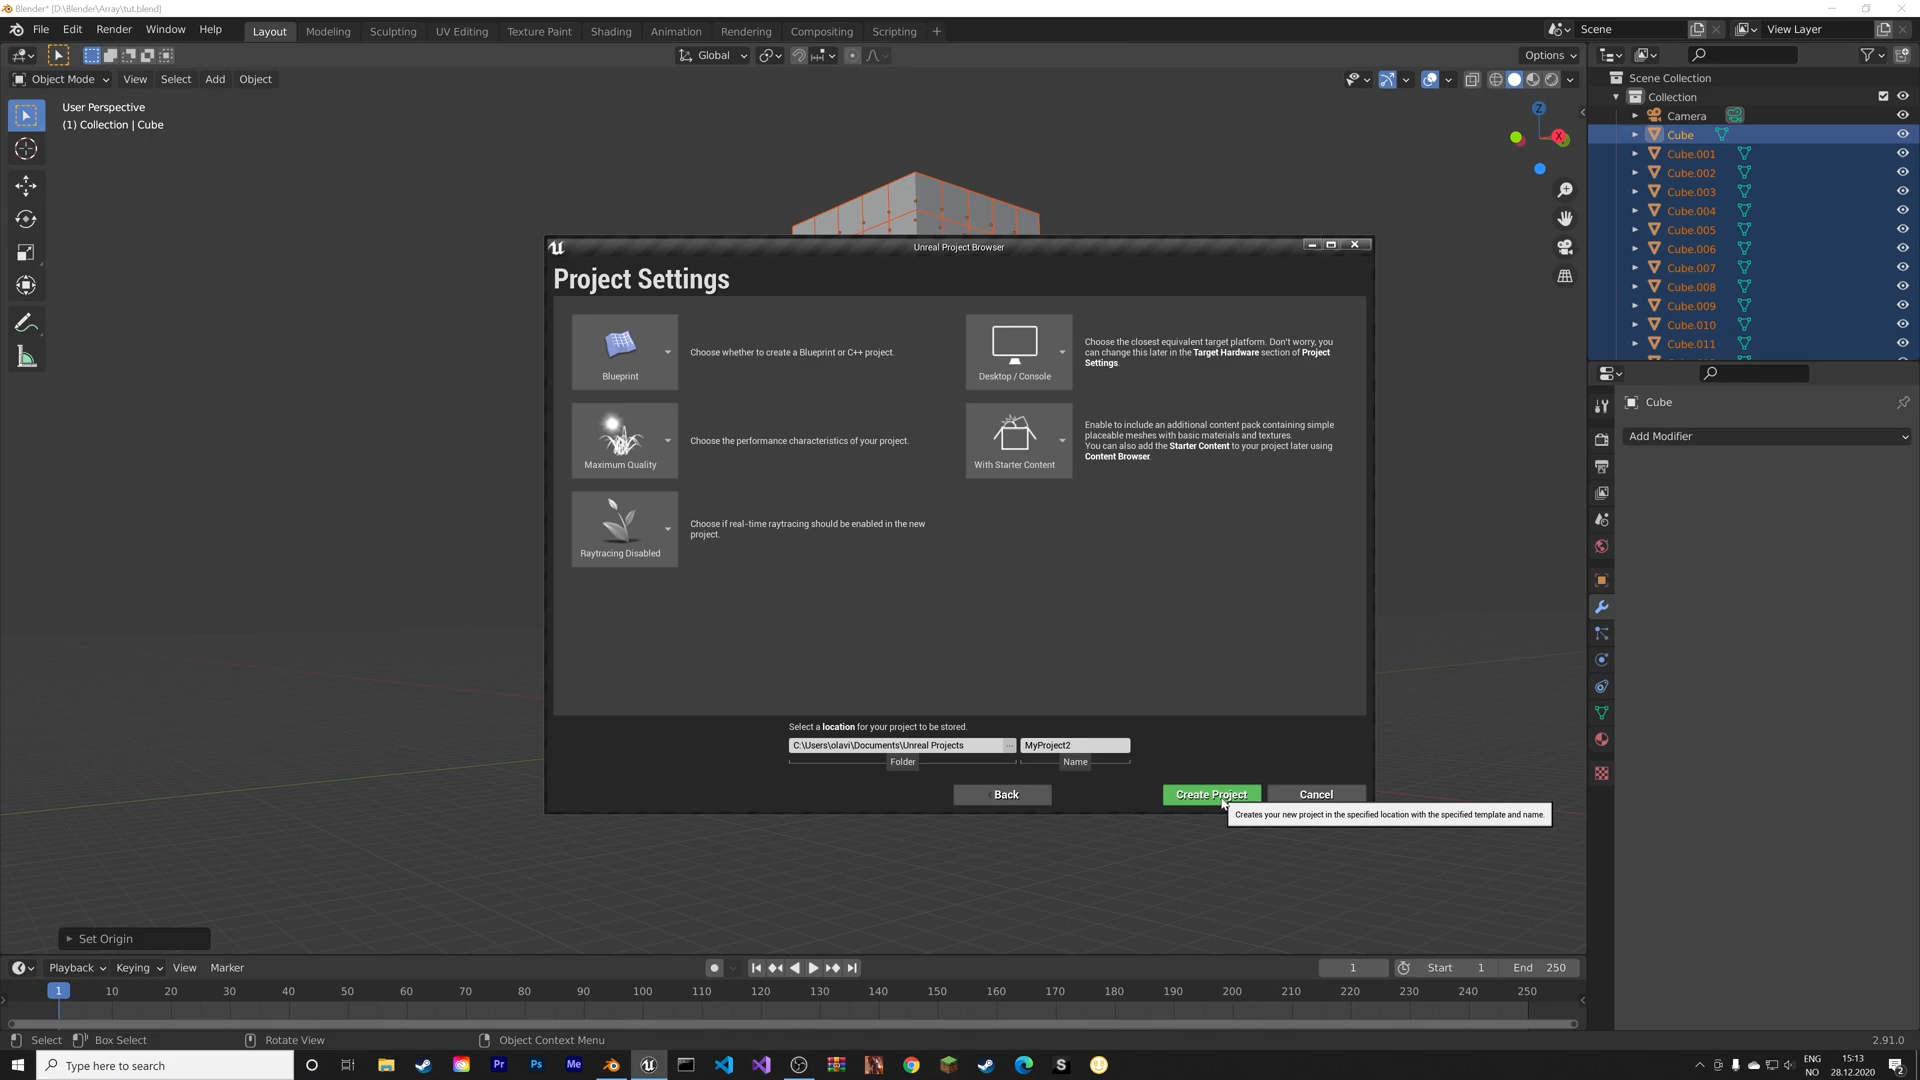 Blender* [D:\Blender\Array\tut.blend]
File Edit Render Window Help
Layout Modeling Sculpting UV Editing Texture Paint Shading Animation Rendering Compositing Scripting +
Scene
View Layer
Global
Options
Object Mode View Select Add Object
User Perspective
(1) Collection | Cube
Z
X
Scene Collection
Collection
Camera
Cube
Cube.001
Cube.002
Cube.003
Cube.004
Cube.005
Cube.006
Cube.007
Cube.008
Cube.009
Cube.010
Cube.011
Cube
Add Modifier
Unreal Project Browser
Project Settings
Blueprint
Choose whether to create a Blueprint or C++ project.
Desktop / Console
Choose the closest equivalent target platform. Don't worry, you
can change this later in the Target Hardware section of Project
Settings.
Maximum Quality
Choose the performance characteristics of your project.
With Starter Content
Enable to include an additional content pack containing simple
placeable meshes with basic materials and textures.
You can also add the Starter Content to your project later using
Content Browser.
Raytracing Disabled
Choose if real-time raytracing should be enabled in the new
project.
Select a location for your project to be stored.
C:\Users\olavi\Documents\Unreal Projects ... MyProject2
Folder Name
Back Create Project Cancel
Creates your new project in the specified location with the specified template and name.
Set Origin
Playback Keying View Marker
1 Start 1 End 250
1 10 20 30 40 50 60 70 80 90 100 110 120 130 140 150 160 170 180 190 200 210 220 230 240 250
Select Box Select Rotate View Object Context Menu
2.91.0
Type here to search
Pr Ps Me
S
ENG
NO
15:13
28.12.2020
2